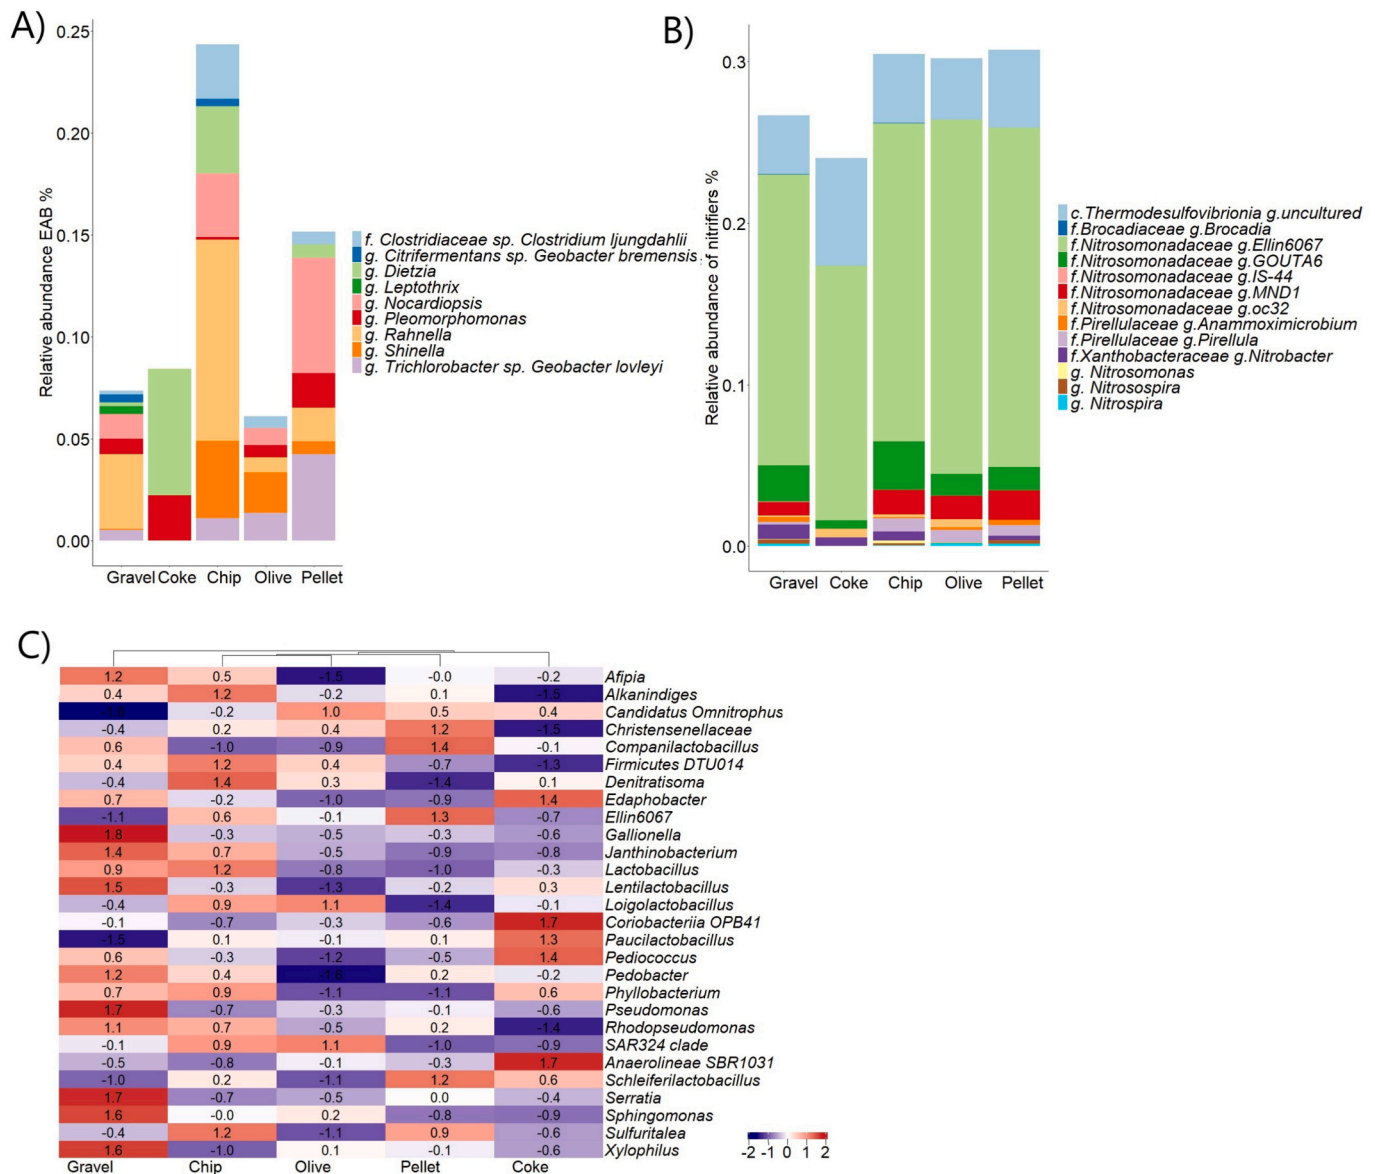 A)
0.25
0.20
0.15
0.10
0.05
0.00
Relative abundance EAB %
Gravel Coke Chip Olive Pellet
f. Clostridiaceae sp. Clostridium ljungdahlii
g. Citrifermentans sp. Geobacter bremensis
g. Dietzia
g. Leptothrix
g. Nocardiopsis
g. Pleomorphomonas
g. Rahnella
g. Shinella
g. Trichlorobacter sp. Geobacter lovleyi
B)
0.3
0.2
0.1
0.0
Relative abundance of nitrifiers %
Gravel Coke Chip Olive Pellet
c.Thermodesulfovibrionia g.uncultured
f.Brocadiaceae g.Brocadia
f.Nitrosomonadaceae g.Ellin6067
f.Nitrosomonadaceae g.GOUTA6
f.Nitrosomonadaceae g.IS-44
f.Nitrosomonadaceae g.MND1
f.Nitrosomonadaceae g.oc32
f.Pirellulaceae g.Anammoximicrobium
f.Pirellulaceae g.Pirellula
f.Xanthobacteraceae g.Nitrobacter
g. Nitrosomonas
g. Nitrosospira
g. Nitrospira
C)
1.2 0.5 -1.5 -0.0 -0.2 Afipia
0.4 1.2 -0.2 0.1 -1.5 Alkanindiges
-0.2 1.0 0.5 0.4 Candidatus Omnitrophus
-0.4 0.2 0.4 1.2 -1.5 Christensenellaceae
0.6 -1.0 -0.9 1.4 -0.1 Companilactobacillus
0.4 1.2 0.4 -0.7 -1.3 Firmicutes DTU014
-0.4 1.4 0.3 -1.4 0.1 Denitratisoma
0.7 -0.2 -1.0 -0.9 1.4 Edaphobacter
-1.1 0.6 -0.1 1.3 -0.7 Ellin6067
1.8 -0.3 -0.5 -0.3 -0.6 Gallionella
1.4 0.7 -0.5 -0.9 -0.8 Janthinobacterium
0.9 1.2 -0.8 -1.0 -0.3 Lactobacillus
1.5 -0.3 -1.3 -0.2 0.3 Lentilactobacillus
-0.4 0.9 1.1 -1.4 -0.1 Loigolactobacillus
-0.1 -0.7 -0.3 -0.6 1.7 Coriobacteriia OPB41
-1.5 0.1 -0.1 0.1 1.3 Paucilactobacillus
0.6 -0.3 -1.2 -0.5 1.4 Pediococcus
1.2 0.4 -1.6 0.2 -0.2 Pedobacter
0.7 0.9 -1.1 -1.1 0.6 Phyllobacterium
1.7 -0.7 -0.3 -0.1 -0.6 Pseudomonas
1.1 0.7 -0.5 0.2 -1.4 Rhodopseudomonas
-0.1 0.9 1.1 -1.0 -0.9 SAR324 clade
-0.5 -0.8 -0.1 -0.3 1.7 Anaerolineae SBR1031
-1.0 0.2 -1.1 1.2 0.6 Schleiferilactobacillus
1.7 -0.7 -0.5 0.0 -0.4 Serratia
1.6 -0.0 0.2 -0.8 -0.9 Sphingomonas
-0.4 1.2 -1.1 0.9 -0.6 Sulfuritalea
1.6 -1.0 0.1 -0.1 -0.6 Xylophilus
Gravel Chip Olive Pellet Coke
-2 -1 0 1 2